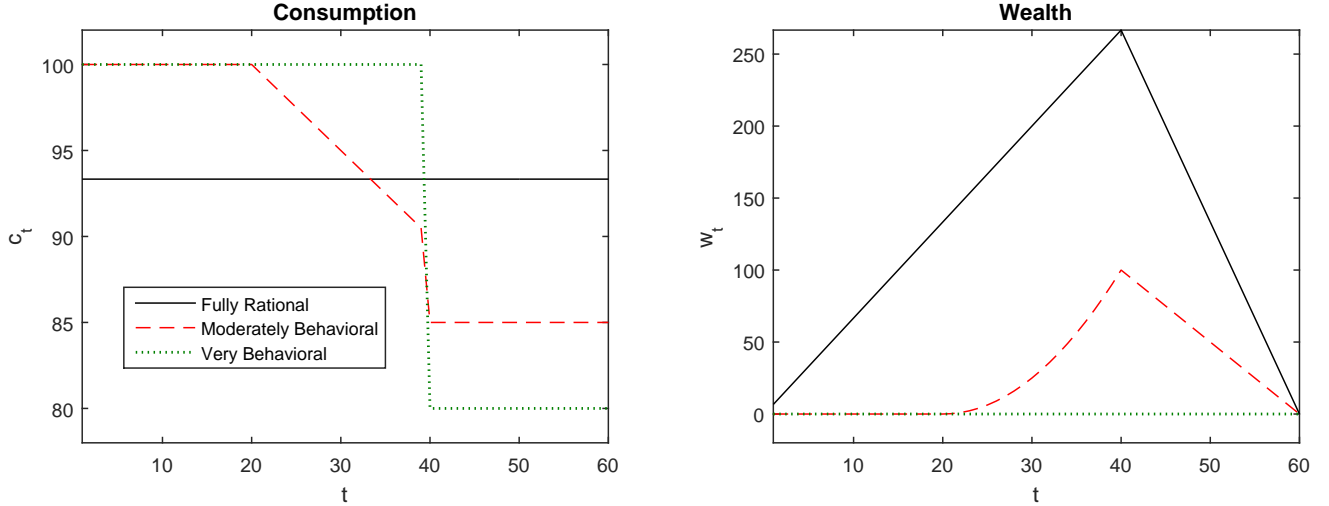 Consumption
100
95
90
85
80
c_t
Fully Rational
Moderately Behavioral
Very Behavioral
10 20 30 40 50 60
t
Wealth
250
200
150
100
50
0
w_t
10 20 30 40 50 60
t